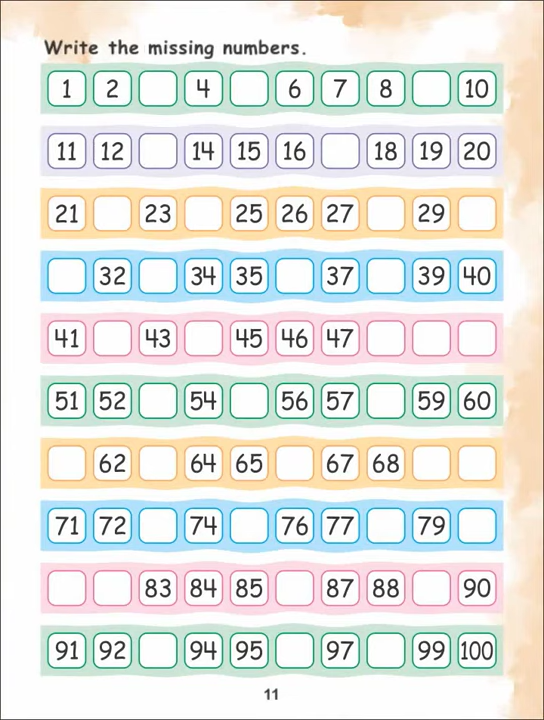 Write the missing numbers.
1 2 4 6 7 8 10
11 12 14 15 16 18 19 20
21 23 25 26 27 29
32 34 35 37 39 40
41 43 45 46 47
51 52 54 56 57 59 60
62 64 65 67 68
71 72 74 76 77 79
83 84 85 87 88 90
91 92 94 95 97 99 100
11